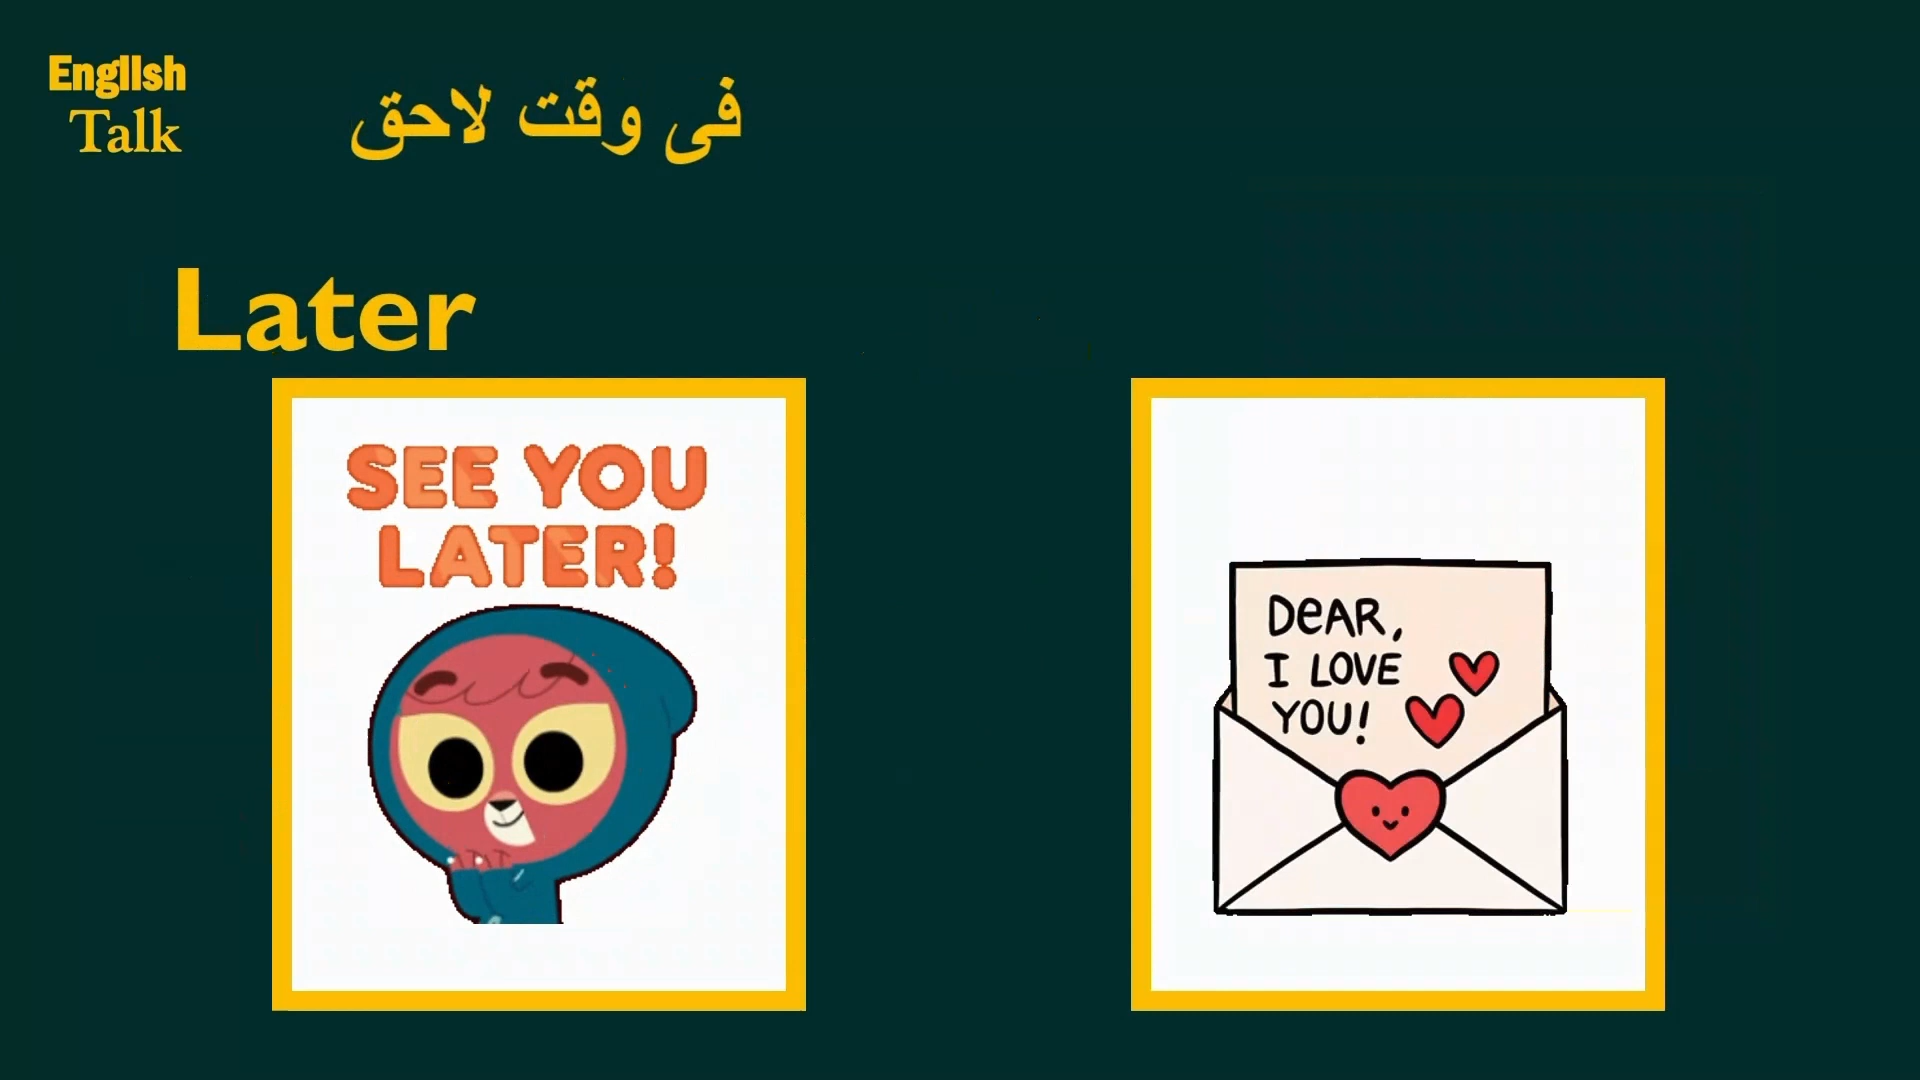 English
Talk
فى وقت لاحق
Later
SEE YOU
LATER!
DeAR,
I LOVE
YOU!